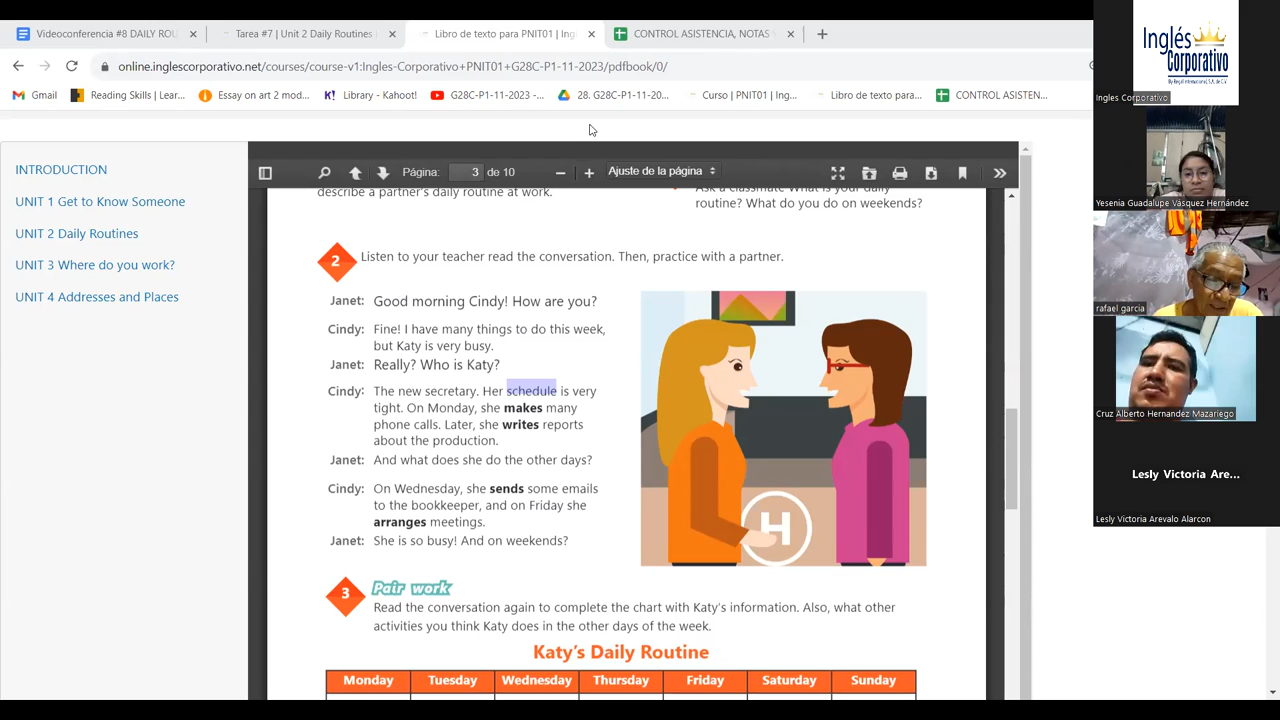 Videoconferencia #8 DAILY ROU
Tarea #7 | Unit 2 Daily Routines
Libro de texto para PNIT01 | Ing
CONTROL ASISTENCIA, NOTAS
online.inglescorporativo.net/courses/course-v1:Ingles-Corporativo+PNIT01+G28C-P1-11-2023/pdfbook/0/
Gmail
Reading Skills | Lear...
Essay on art 2 mod...
Library - Kahoot!
G28C-P1-11-2023 -...
28. G28C-P1-11-20...
Curso | PNIT01 | Ing...
Libro de texto para...
CONTROL ASISTEN...
INTRODUCTION
UNIT 1 Get to Know Someone
UNIT 2 Daily Routines
UNIT 3 Where do you work?
UNIT 4 Addresses and Places
Página: 3 de 10
Ajuste de la página
describe a partner's daily routine at work.
Ask a classmate What is your daily
routine? What do you do on weekends?
2 Listen to your teacher read the conversation. Then, practice with a partner.
Janet: Good morning Cindy! How are you?
Cindy: Fine! I have many things to do this week,
but Katy is very busy.
Janet: Really? Who is Katy?
Cindy: The new secretary. Her schedule is very
tight. On Monday, she makes many
phone calls. Later, she writes reports
about the production.
Janet: And what does she do the other days?
Cindy: On Wednesday, she sends some emails
to the bookkeeper, and on Friday she
arranges meetings.
Janet: She is so busy! And on weekends?
H
3 Pair work
Read the conversation again to complete the chart with Katy's information. Also, what other
activities you think Katy does in the other days of the week.
Katy's Daily Routine
Monday Tuesday Wednesday Thursday Friday Saturday Sunday
Inglés
Corporativo
Ingles Corporativo
Yesenia Guadalupe Vásquez Hernández
rafael garcia
Cruz Alberto Hernandez Mazariego
Lesly Victoria Are...
Lesly Victoria Arevalo Alarcon